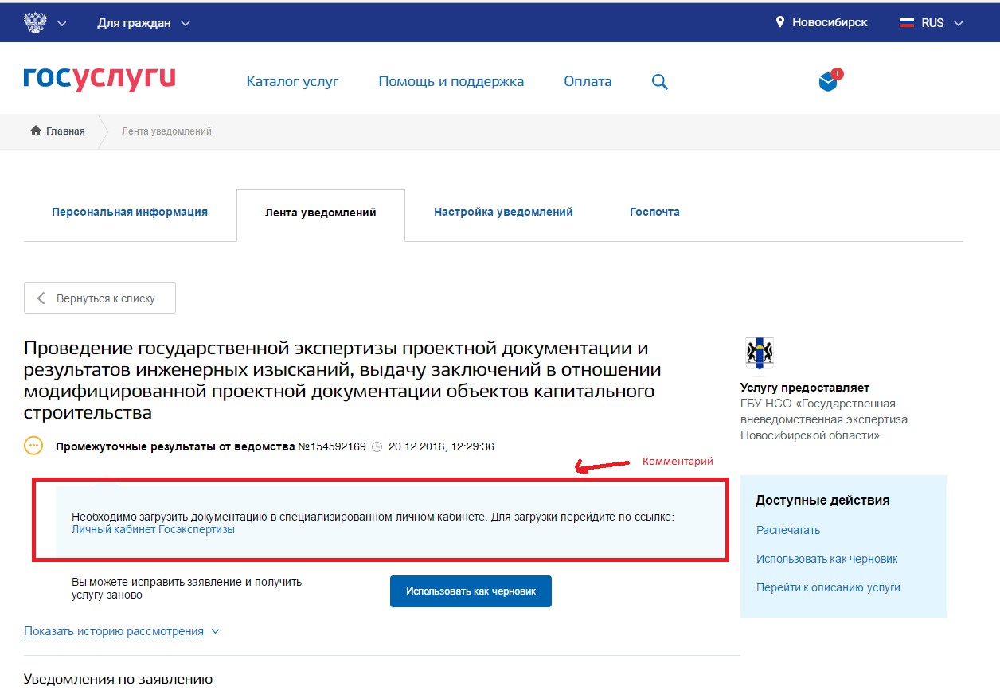 Для граждан
Новосибирск
RUS
госуслуги
Каталог услуг
Помощь и поддержка
Оплата
1
Главная
Лента уведомлений
Персональная информация
Лента уведомлений
Настройка уведомлений
Госпочта
Вернуться к списку
Проведение государственной экспертизы проектной документации и
результатов инженерных изысканий, выдачу заключений в отношении
модифицированной проектной документации объектов капитального
строительства
Услугу предоставляет
ГБУ НСО «Государственная
вневедомственная экспертиза
Новосибирской области»
Промежуточные результаты от ведомства №154592169 20.12.2016, 12:29:36
Комментарий
Необходимо загрузить документацию в специализированном личном кабинете. Для загрузки перейдите по ссылке:
Личный кабинет Госэкспертизы
Доступные действия
Распечатать
Использовать как черновик
Перейти к описанию услуги
Вы можете исправить заявление и получить
услугу заново
Использовать как черновик
Показать историю рассмотрения
Уведомления по заявлению